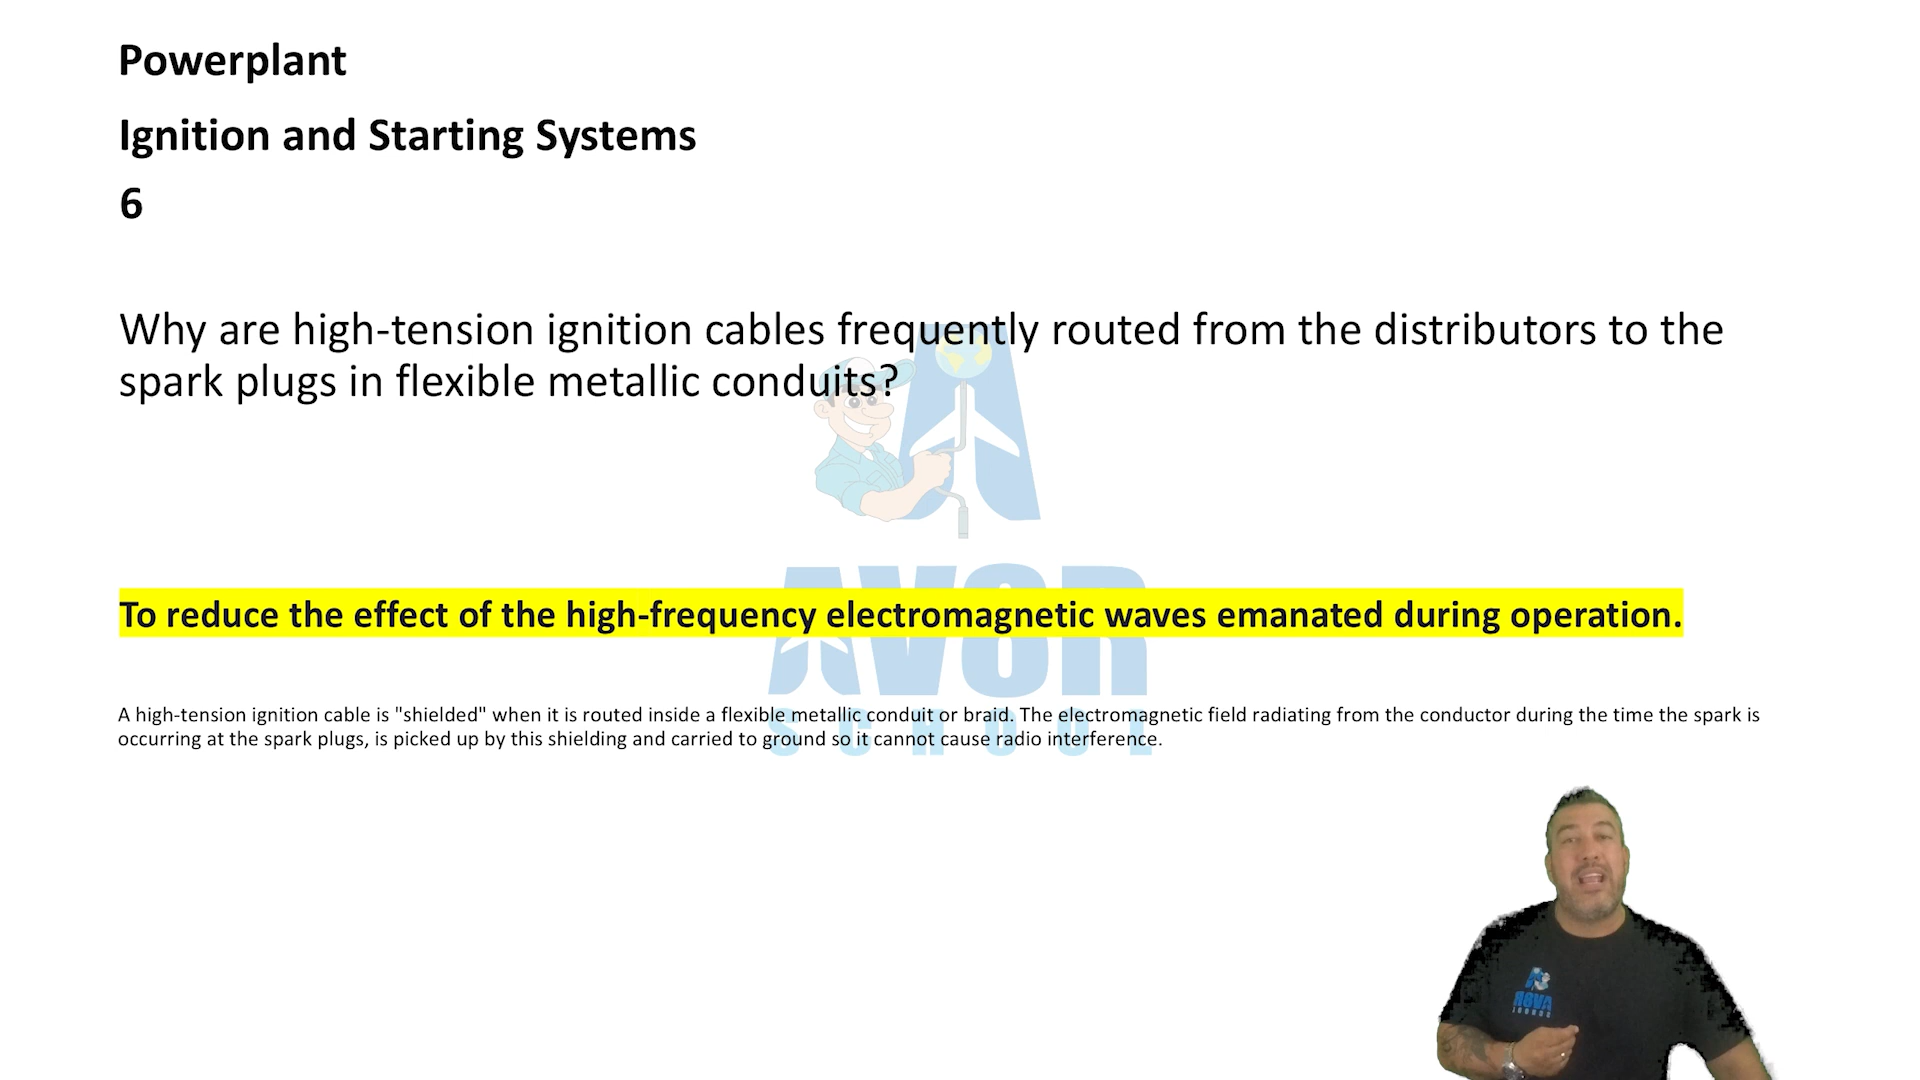 Powerplant
Ignition and Starting Systems
6
Why are high-tension ignition cables frequently routed from the distributors to the
spark plugs in flexible metallic conduits?
To reduce the effect of the high-frequency electromagnetic waves emanated during operation.
AV8R
SCHOOL
A high-tension ignition cable is "shielded" when it is routed inside a flexible metallic conduit or braid. The electromagnetic field radiating from the conductor during the time the spark is
occurring at the spark plugs, is picked up by this shielding and carried to ground so it cannot cause radio interference.
AV8R
SCHOOL